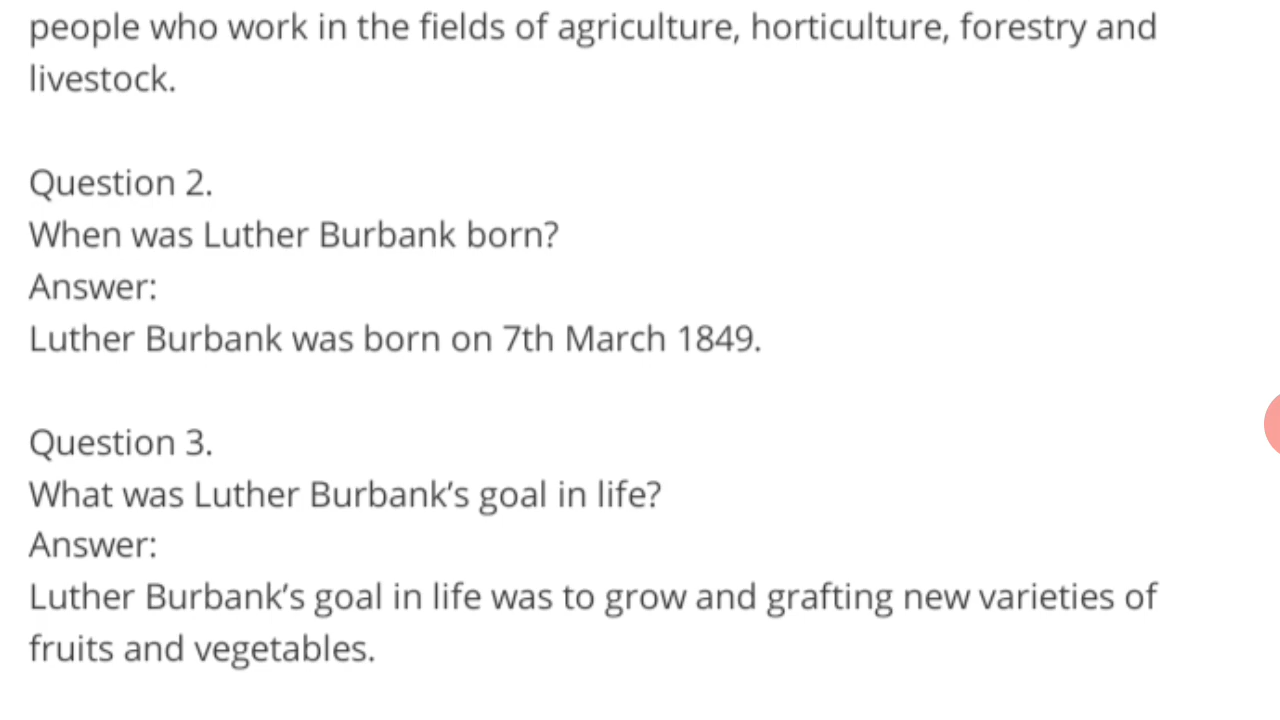 people who work in the fields of agriculture, horticulture, forestry and
livestock.
Question 2.
When was Luther Burbank born?
Answer:
Luther Burbank was born on 7th March 1849.
Question 3.
What was Luther Burbank’s goal in life?
Answer:
Luther Burbank’s goal in life was to grow and grafting new varieties of
fruits and vegetables.